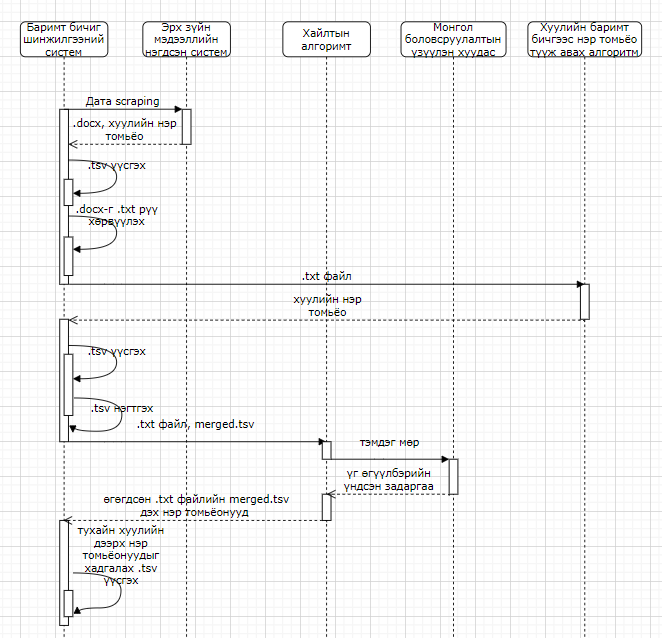 Баримт бичиг
шинжилгээний
систем
Эрх зүйн
мэдээллийн
нэгдсэн систем
Хайлтын
алгоримт
Монгол
боловсруулалтын
үзүүлэн хуудас
Хуулийн баримт
бичгээс нэр томьёо
түүж авах алгоритм
Дата scraping
.docx, хуулийн нэр
томьёо
.tsv үүсгэх
.docx-г .txt рүү
хөрвүүлэх
.txt файл
хуулийн нэр
томьёо
.tsv үүсгэх
.tsv нэгтгэх
.txt файл, merged.tsv
тэмдэг мөр
үг өгүүлбэрийн
үндсэн задаргаа
өгөгдсөн .txt файлийн merged.tsv
дэх нэр томьёонууд
тухайн хуулийн
дээрх нэр
томьёонуудыг
хадгалах .tsv
үүсгэх